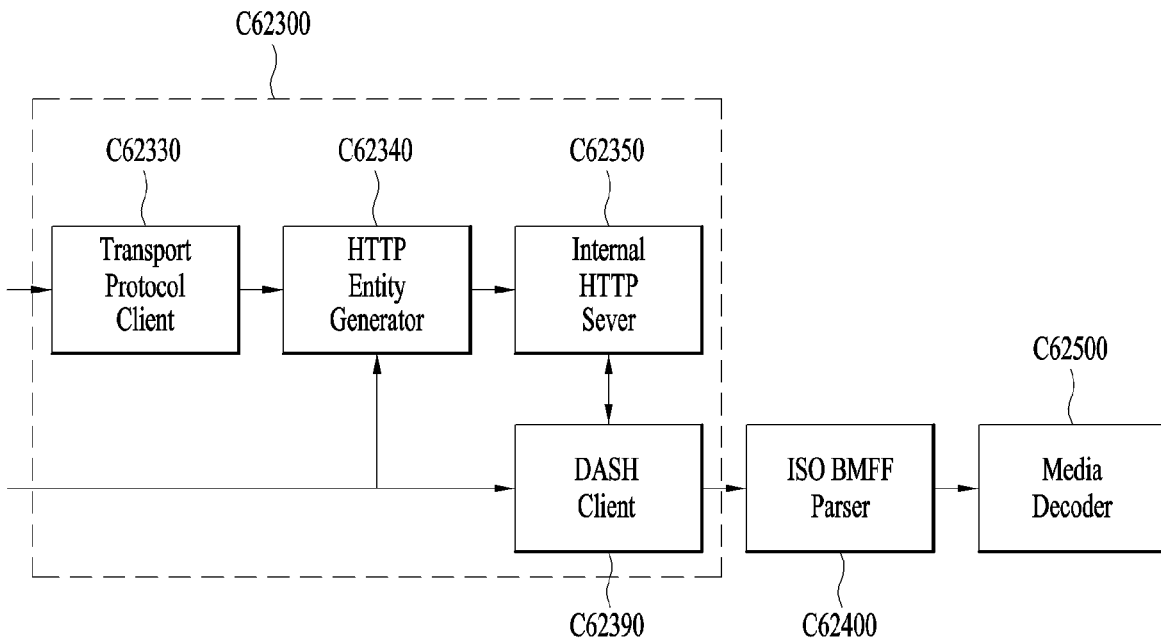 C62300
C62330
C62340
C62350
Transport
Protocol
Client
HTTP
Entity
Generator
Internal
HTTP
Sever
C62500
DASH
Client
ISO BMFF
Parser
Media
Decoder
C62390
C62400